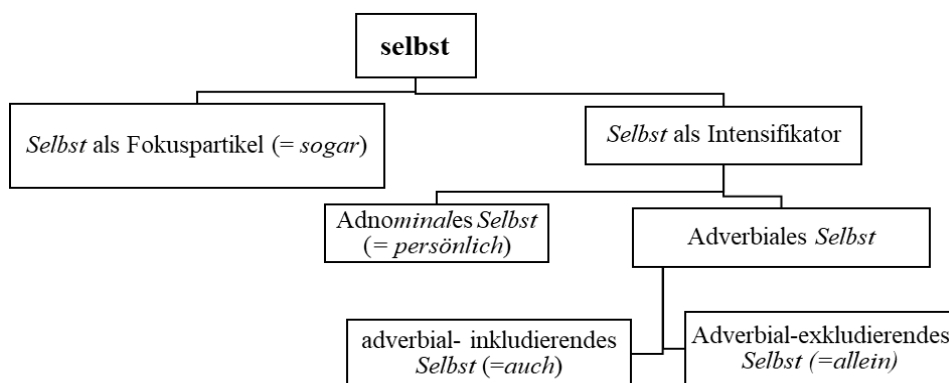 selbst
Selbst als Fokuspartikel (= sogar)
Selbst als Intensifikator
Adnominales Selbst
(= persönlich)
Adverbiales Selbst
adverbial- inkludierendes
Selbst (=auch)
Adverbial-exkludierendes
Selbst (=allein)